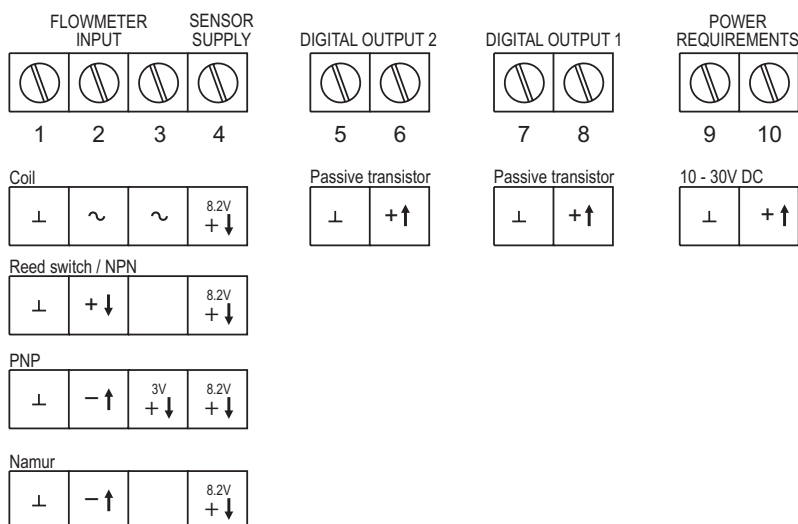 FLOWMETER INPUT
SENSOR SUPPLY
DIGITAL OUTPUT 2
DIGITAL OUTPUT 1
POWER REQUIREMENTS
1 2 3 4 5 6 7 8 9 10
Coil
⊥ ~ ~ 8.2V + ↓
Passive transistor
⊥ + ↑
Passive transistor
⊥ + ↑
10 - 30V DC
⊥ + ↑
Reed switch / NPN
⊥ + ↓ 8.2V + ↓
PNP
⊥ − ↑ 3V + ↓ 8.2V + ↓
Namur
⊥ − ↑ 8.2V + ↓